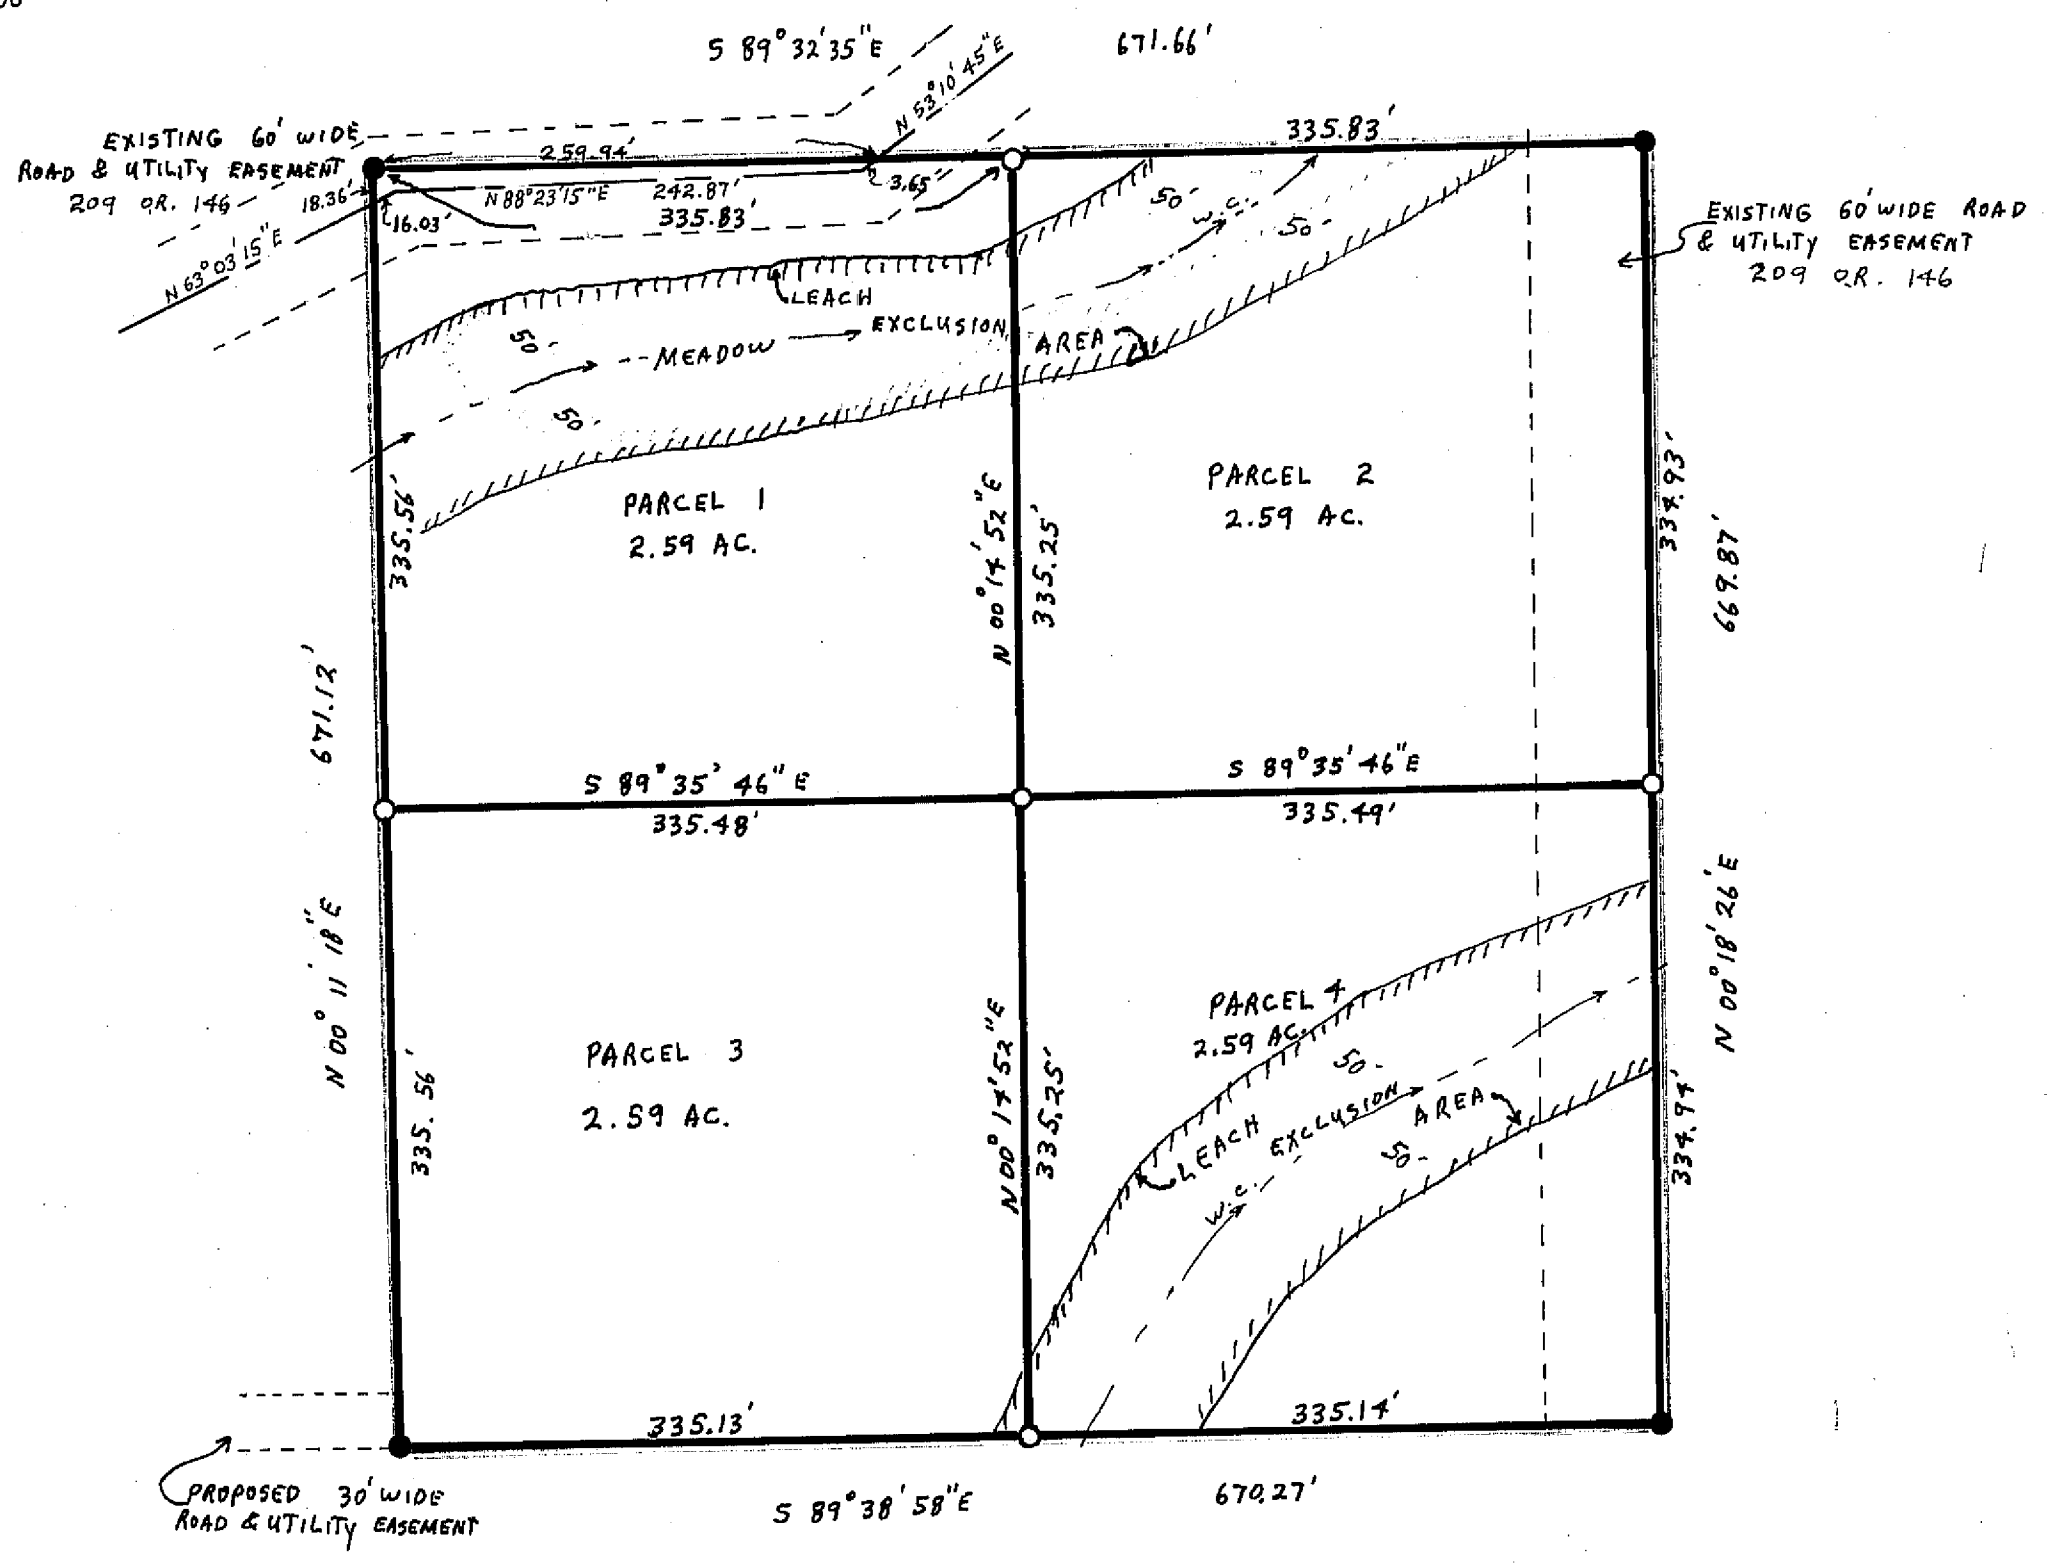 S 89°32'35"E 671.66'
N 53°10'45"E
EXISTING 60' WIDE
ROAD & UTILITY EASEMENT
209 O.R. 146
259.94'
335.83'
18.36'
16.03'
N 88°23'15"E 242.87'
3.65'
335.83'
N 63°03'15"E
EXISTING 60' WIDE ROAD
& UTILITY EASEMENT
209 O.R. 146
50-
W.C.
50-
LEACH
50-
MEADOW
EXCLUSION
AREA
50-
PARCEL 1
2.59 AC.
PARCEL 2
2.59 AC.
335.56'
N 00°14'52"E
335.25'
334.93'
669.87'
671.12'
S 89°35'46"E
335.48'
S 89°35'46"E
335.49'
N 00°11'18"E
N 00°18'26'E
PARCEL 3
2.59 AC.
PARCEL 4
2.59 AC.
335.56'
N 00°14'52"E
335.25'
50-
LEACH
EXCLUSION
AREA
50-
W.C.
334.94'
335.13'
335.14'
PROPOSED 30' WIDE
ROAD & UTILITY EASEMENT
S 89°38'58"E 670.27'